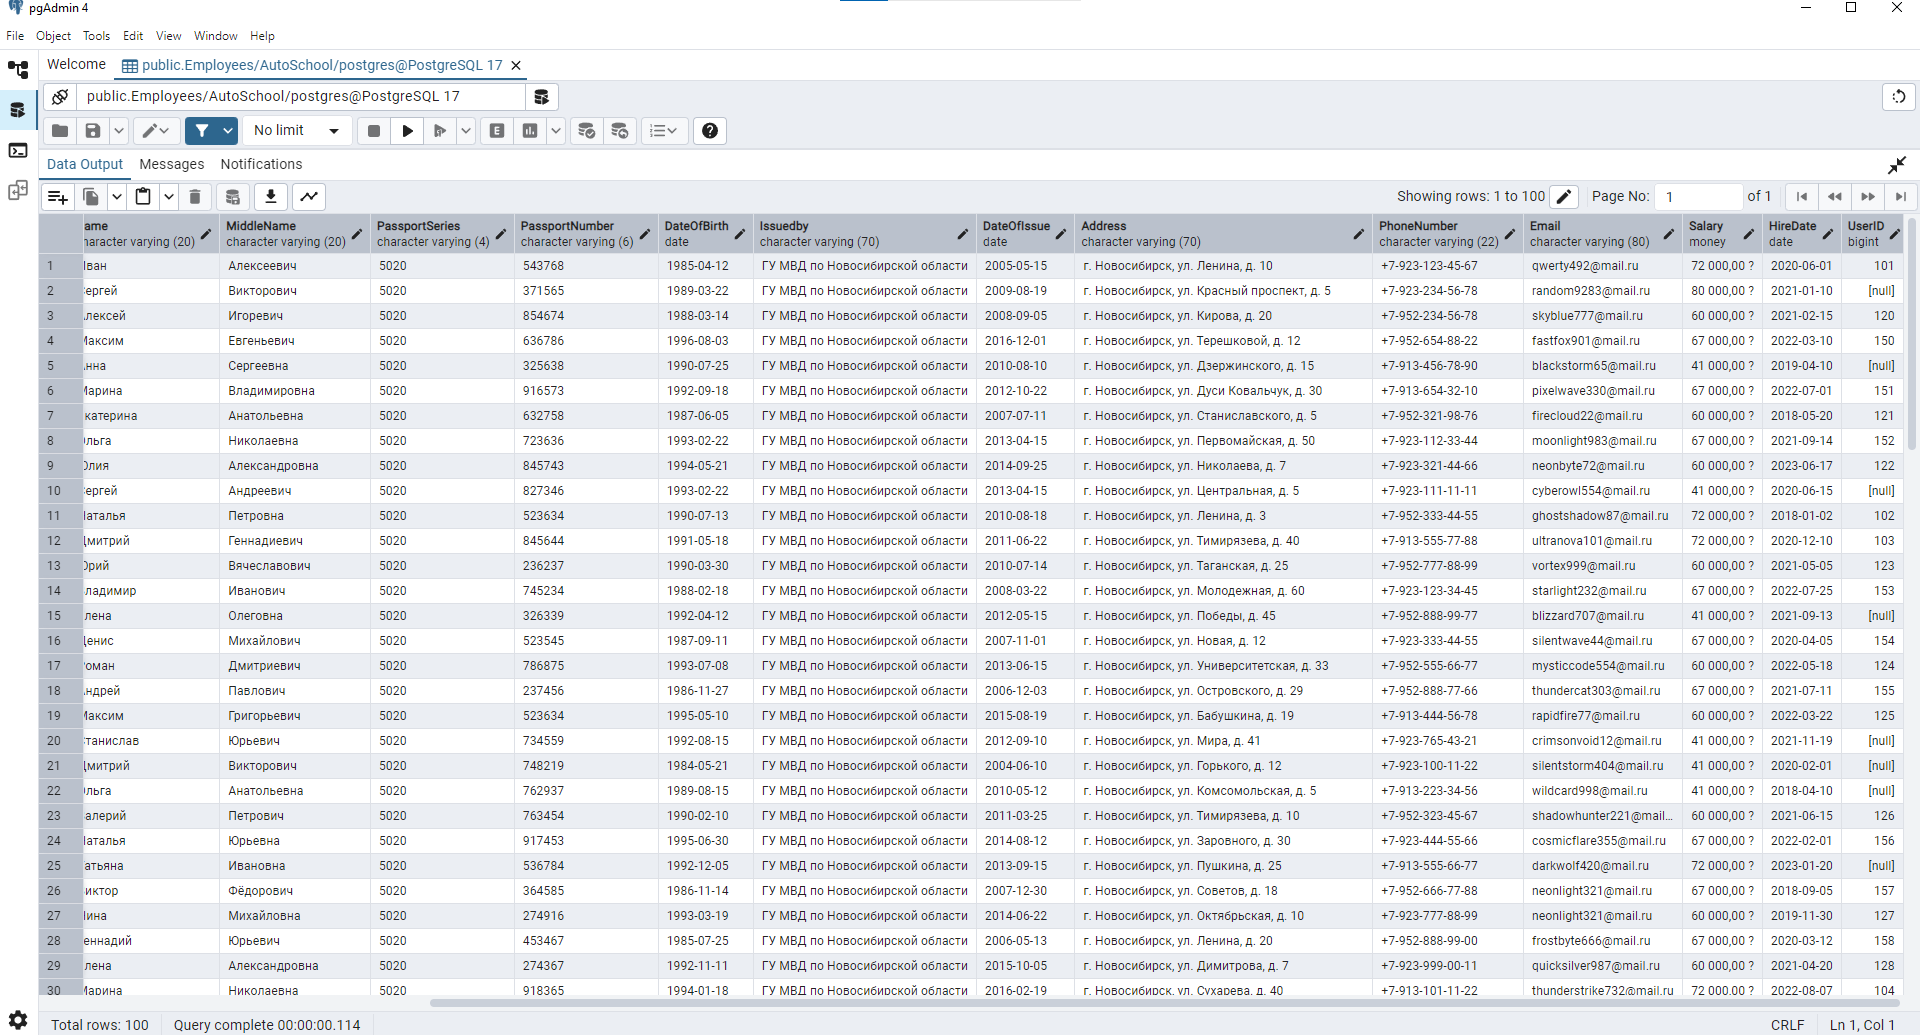 pgAdmin 4
File Object Tools Edit View Window Help
Welcome public.Employees/AutoSchool/postgres@PostgreSQL 17
public.Employees/AutoSchool/postgres@PostgreSQL 17
No limit E
Data Output Messages Notifications
Showing rows: 1 to 100 Page No: 1 of 1
ame MiddleName PassportSeries PassportNumber DateOfBirth Issuedby DateOfIssue Address PhoneNumber Email Salary HireDate UserID
character varying (20) character varying (20) character varying (4) character varying (6) date character varying (70) date character varying (70) character varying (22) character varying (80) money date bigint
1 Иван Алексеевич 5020 543768 1985-04-12 ГУ МВД по Новосибирской области 2005-05-15 г. Новосибирск, ул. Ленина, д. 10 +7-923-123-45-67 qwerty492@mail.ru 72 000,00 ? 2020-06-01 101
2 Сергей Викторович 5020 371565 1989-03-22 ГУ МВД по Новосибирской области 2009-08-19 г. Новосибирск, ул. Красный проспект, д. 5 +7-923-234-56-78 random9283@mail.ru 80 000,00 ? 2021-01-10 [null]
3 Алексей Игоревич 5020 854674 1988-03-14 ГУ МВД по Новосибирской области 2008-09-05 г. Новосибирск, ул. Кирова, д. 20 +7-952-234-56-78 skyblue777@mail.ru 60 000,00 ? 2021-02-15 120
4 Максим Евгеньевич 5020 636786 1996-08-03 ГУ МВД по Новосибирской области 2016-12-01 г. Новосибирск, ул. Терешковой, д. 12 +7-952-654-88-22 fastfox901@mail.ru 67 000,00 ? 2022-03-10 150
5 Анна Сергеевна 5020 325638 1990-07-25 ГУ МВД по Новосибирской области 2010-08-10 г. Новосибирск, ул. Дзержинского, д. 15 +7-913-456-78-90 blackstorm65@mail.ru 41 000,00 ? 2019-04-10 [null]
6 Марина Владимировна 5020 916573 1992-09-18 ГУ МВД по Новосибирской области 2012-10-22 г. Новосибирск, ул. Дуси Ковальчук, д. 30 +7-913-654-32-10 pixelwave330@mail.ru 67 000,00 ? 2022-07-01 151
7 Екатерина Анатольевна 5020 632758 1987-06-05 ГУ МВД по Новосибирской области 2007-07-11 г. Новосибирск, ул. Станиславского, д. 5 +7-952-321-98-76 firecloud22@mail.ru 60 000,00 ? 2018-05-20 121
8 Ольга Николаевна 5020 723636 1993-02-22 ГУ МВД по Новосибирской области 2013-04-15 г. Новосибирск, ул. Первомайская, д. 50 +7-923-112-33-44 moonlight983@mail.ru 67 000,00 ? 2021-09-14 152
9 Юлия Александровна 5020 845743 1994-05-21 ГУ МВД по Новосибирской области 2014-09-25 г. Новосибирск, ул. Николаева, д. 7 +7-923-321-44-66 neonbyte72@mail.ru 60 000,00 ? 2023-06-17 122
10 Сергей Андреевич 5020 827346 1993-02-22 ГУ МВД по Новосибирской области 2013-04-15 г. Новосибирск, ул. Центральная, д. 5 +7-923-111-11-11 cyberowl554@mail.ru 41 000,00 ? 2020-06-15 [null]
11 Наталья Петровна 5020 523634 1990-07-13 ГУ МВД по Новосибирской области 2010-08-18 г. Новосибирск, ул. Ленина, д. 3 +7-952-333-44-55 ghostshadow87@mail.ru 72 000,00 ? 2018-01-02 102
12 Дмитрий Геннадиевич 5020 845644 1991-05-18 ГУ МВД по Новосибирской области 2011-06-22 г. Новосибирск, ул. Тимирязева, д. 40 +7-913-555-77-88 ultranova101@mail.ru 72 000,00 ? 2020-12-10 103
13 Юрий Вячеславович 5020 236237 1990-03-30 ГУ МВД по Новосибирской области 2010-07-14 г. Новосибирск, ул. Таганская, д. 25 +7-952-777-88-99 vortex999@mail.ru 60 000,00 ? 2021-05-05 123
14 Владимир Иванович 5020 745234 1988-02-18 ГУ МВД по Новосибирской области 2008-03-22 г. Новосибирск, ул. Молодежная, д. 60 +7-923-123-34-45 starlight232@mail.ru 67 000,00 ? 2022-07-25 153
15 лена Олеговна 5020 326339 1992-04-12 ГУ МВД по Новосибирской области 2012-05-15 г. Новосибирск, ул. Победы, д. 45 +7-952-888-99-77 blizzard707@mail.ru 41 000,00 ? 2021-09-13 [null]
16 Денис Михайлович 5020 523545 1987-09-11 ГУ МВД по Новосибирской области 2007-11-01 г. Новосибирск, ул. Новая, д. 12 +7-923-333-44-55 silentwave44@mail.ru 67 000,00 ? 2020-04-05 154
17 Роман Дмитриевич 5020 786875 1993-07-08 ГУ МВД по Новосибирской области 2013-06-15 г. Новосибирск, ул. Университетская, д. 33 +7-952-555-66-77 mysticcode554@mail.ru 60 000,00 ? 2022-05-18 124
18 Андрей Павлович 5020 237456 1986-11-27 ГУ МВД по Новосибирской области 2006-12-03 г. Новосибирск, ул. Островского, д. 29 +7-952-888-77-66 thundercat303@mail.ru 67 000,00 ? 2021-07-11 155
19 Максим Григорьевич 5020 523634 1995-05-10 ГУ МВД по Новосибирской области 2015-08-19 г. Новосибирск, ул. Бабушкина, д. 19 +7-913-444-56-78 rapidfire77@mail.ru 60 000,00 ? 2022-03-22 125
20 Станислав Юрьевич 5020 734559 1992-08-15 ГУ МВД по Новосибирской области 2012-09-10 г. Новосибирск, ул. Мира, д. 41 +7-923-765-43-21 crimsonvoid12@mail.ru 41 000,00 ? 2021-11-19 [null]
21 Дмитрий Викторович 5020 748219 1984-05-21 ГУ МВД по Новосибирской области 2004-06-10 г. Новосибирск, ул. Горького, д. 12 +7-923-100-11-22 silentstorm404@mail.ru 41 000,00 ? 2020-02-01 [null]
22 Ольга Анатольевна 5020 762937 1989-08-15 ГУ МВД по Новосибирской области 2010-05-12 г. Новосибирск, ул. Комсомольская, д. 5 +7-913-223-34-56 wildcard998@mail.ru 41 000,00 ? 2018-04-10 [null]
23 Валерий Петрович 5020 763454 1990-02-10 ГУ МВД по Новосибирской области 2011-03-25 г. Новосибирск, ул. Тимирязева, д. 10 +7-952-323-45-67 shadowhunter221@mail... 60 000,00 ? 2021-06-15 126
24 Наталья Юрьевна 5020 917453 1995-06-30 ГУ МВД по Новосибирской области 2014-08-12 г. Новосибирск, ул. Заровного, д. 30 +7-923-444-55-66 cosmicflare355@mail.ru 67 000,00 ? 2022-02-01 156
25 Татьяна Ивановна 5020 536784 1992-12-05 ГУ МВД по Новосибирской области 2013-09-15 г. Новосибирск, ул. Пушкина, д. 25 +7-913-555-66-77 darkwolf420@mail.ru 72 000,00 ? 2023-01-20 [null]
26 Виктор Фёдорович 5020 364585 1986-11-14 ГУ МВД по Новосибирской области 2007-12-30 г. Новосибирск, ул. Советов, д. 18 +7-952-666-77-88 neonlight321@mail.ru 67 000,00 ? 2018-09-05 157
27 Нина Михайловна 5020 274916 1993-03-19 ГУ МВД по Новосибирской области 2014-06-22 г. Новосибирск, ул. Октябрьская, д. 10 +7-923-777-88-99 neonlight321@mail.ru 60 000,00 ? 2019-11-30 127
28 Геннадий Юрьевич 5020 453467 1985-07-25 ГУ МВД по Новосибирской области 2006-05-13 г. Новосибирск, ул. Ленина, д. 20 +7-952-888-99-00 frostbyte666@mail.ru 67 000,00 ? 2020-03-12 158
29 лена Александровна 5020 274367 1992-11-11 ГУ МВД по Новосибирской области 2015-10-05 г. Новосибирск, ул. Димитрова, д. 7 +7-923-999-00-11 quicksilver987@mail.ru 60 000,00 ? 2021-04-20 128
30 Марина Николаевна 5020 918365 1994-01-18 ГУ МВД по Новосибирской области 2016-02-19 г. Новосибирск, ул. Сухарева, д. 40 +7-913-101-11-22 thunderstrike732@mail.ru 72 000,00 ? 2022-08-07 104
Total rows: 100 Query complete 00:00:00.114 CRLF Ln 1, Col 1